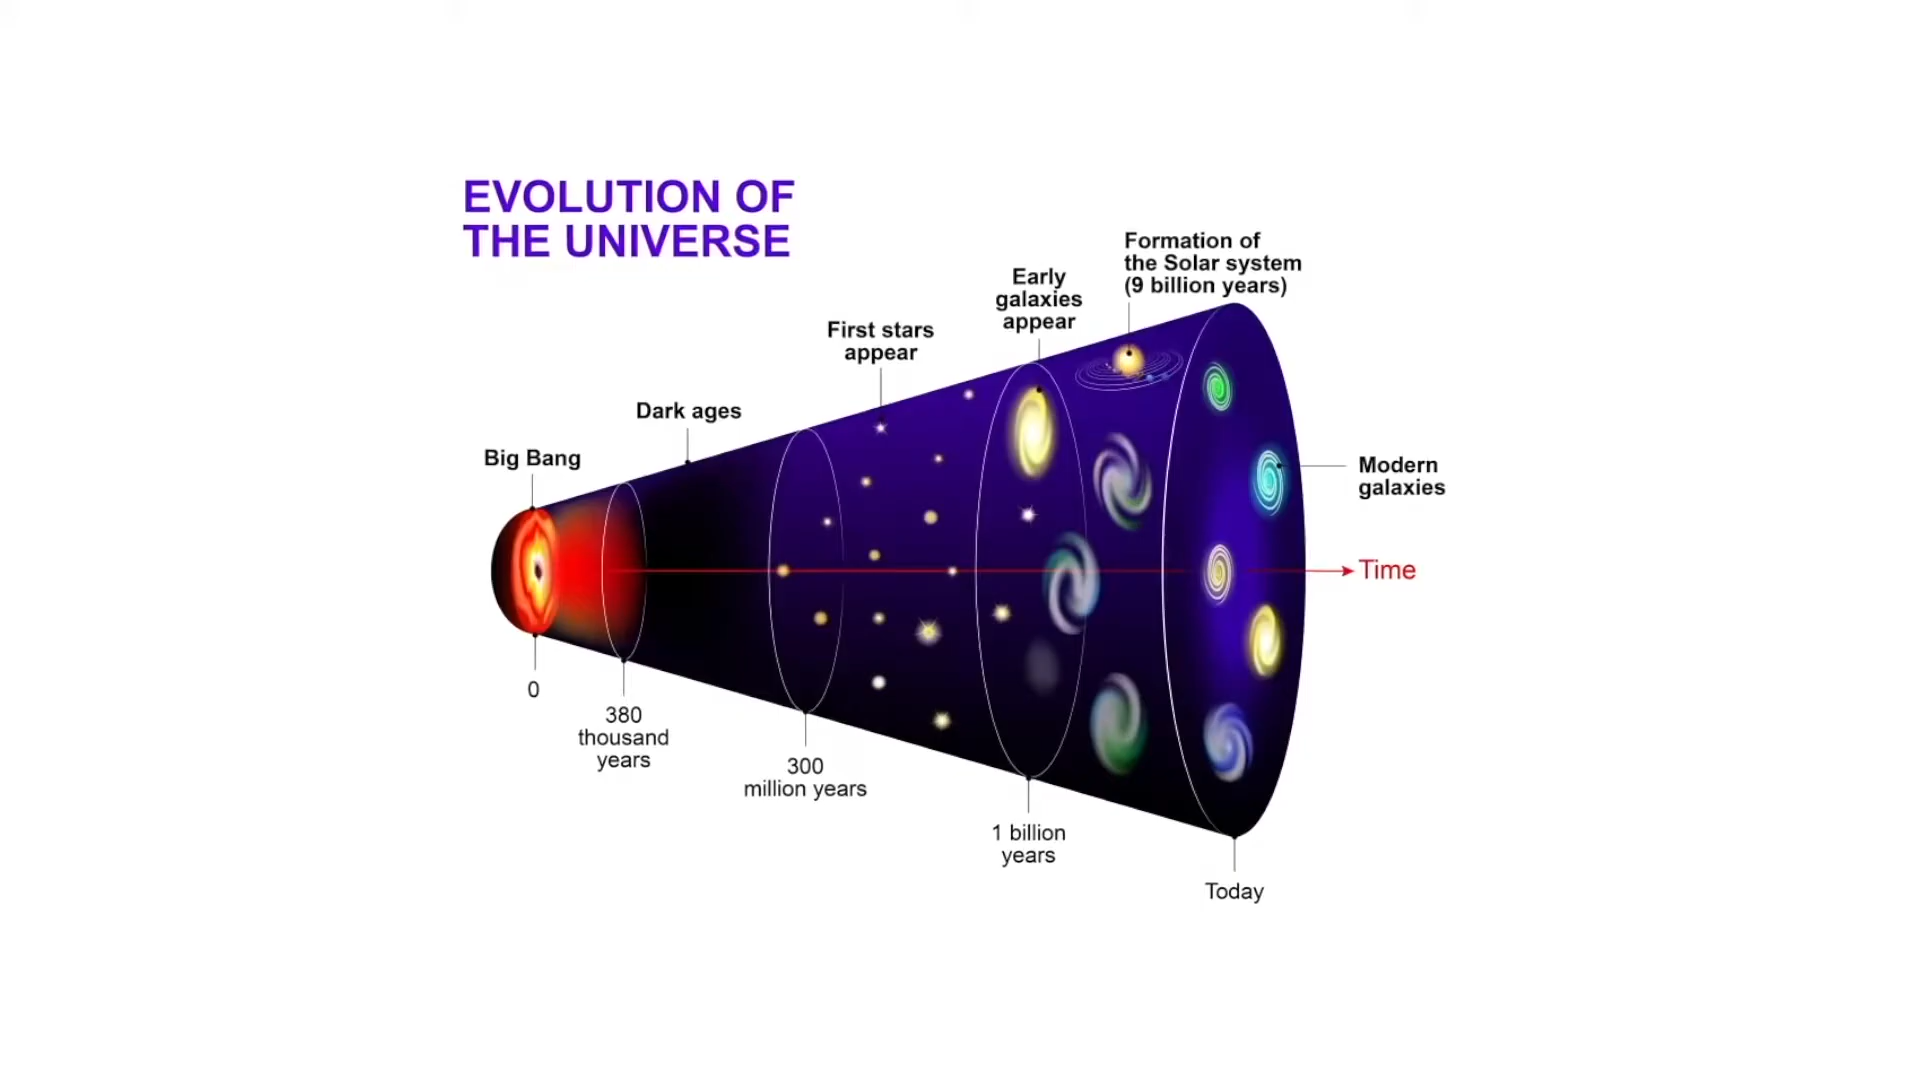 EVOLUTION OF
THE UNIVERSE
Formation of
the Solar system
(9 billion years)
Early
galaxies
appear
First stars
appear
Dark ages
Big Bang
Modern
galaxies
Time
0
380
thousand
years
300
million years
1 billion
years
Today